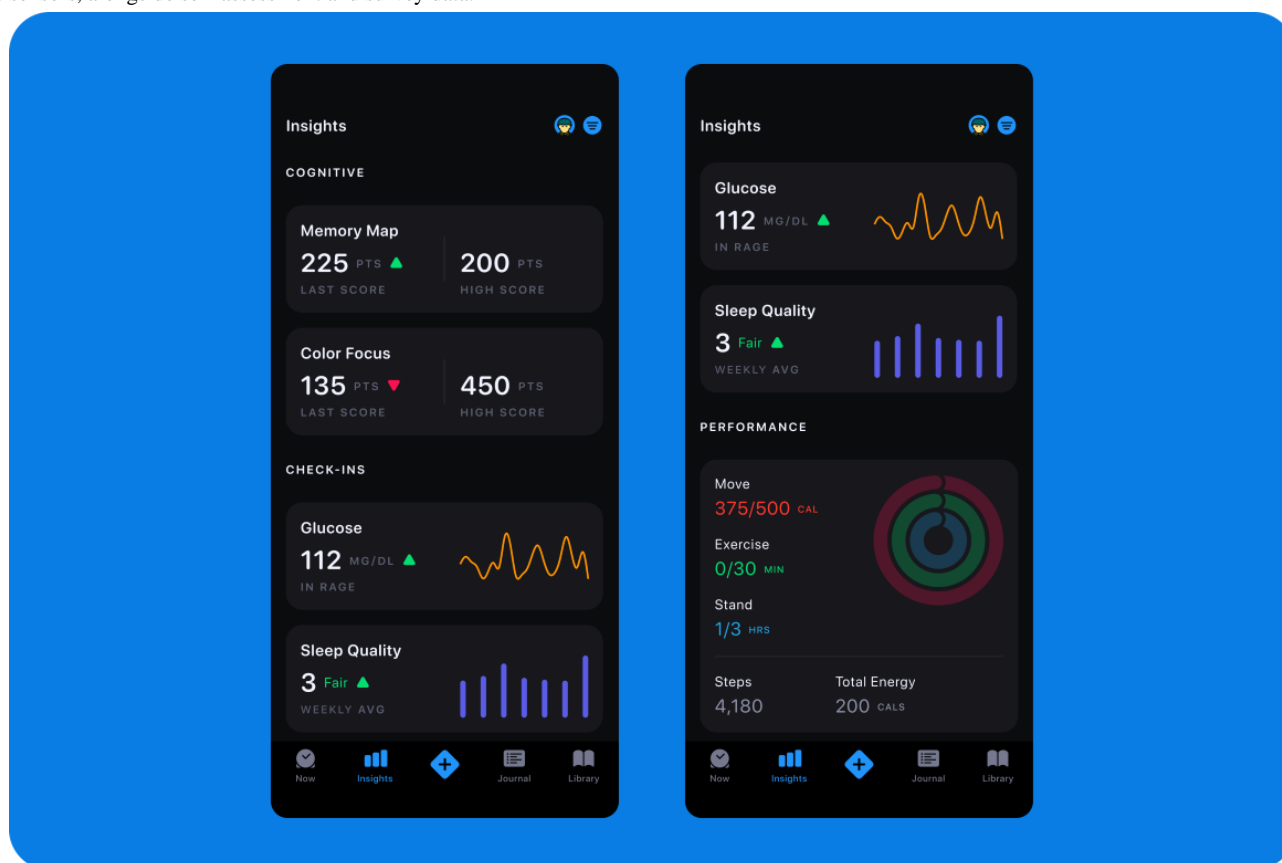 Insights
COGNITIVE
Memory Map
225 PTS 200 PTS
LAST SCORE HIGH SCORE
Color Focus
135 PTS 450 PTS
LAST SCORE HIGH SCORE
CHECK-INS
Glucose
112 MG/DL
IN RAGE
Sleep Quality
3 Fair
WEEKLY AVG
Now Insights Journal Library
Insights
Glucose
112 MG/DL
IN RAGE
Sleep Quality
3 Fair
WEEKLY AVG
PERFORMANCE
Move
375/500 CAL
Exercise
0/30 MIN
Stand
1/3 HRS
Steps Total Energy
4,180 200 CALS
Now Insights Journal Library